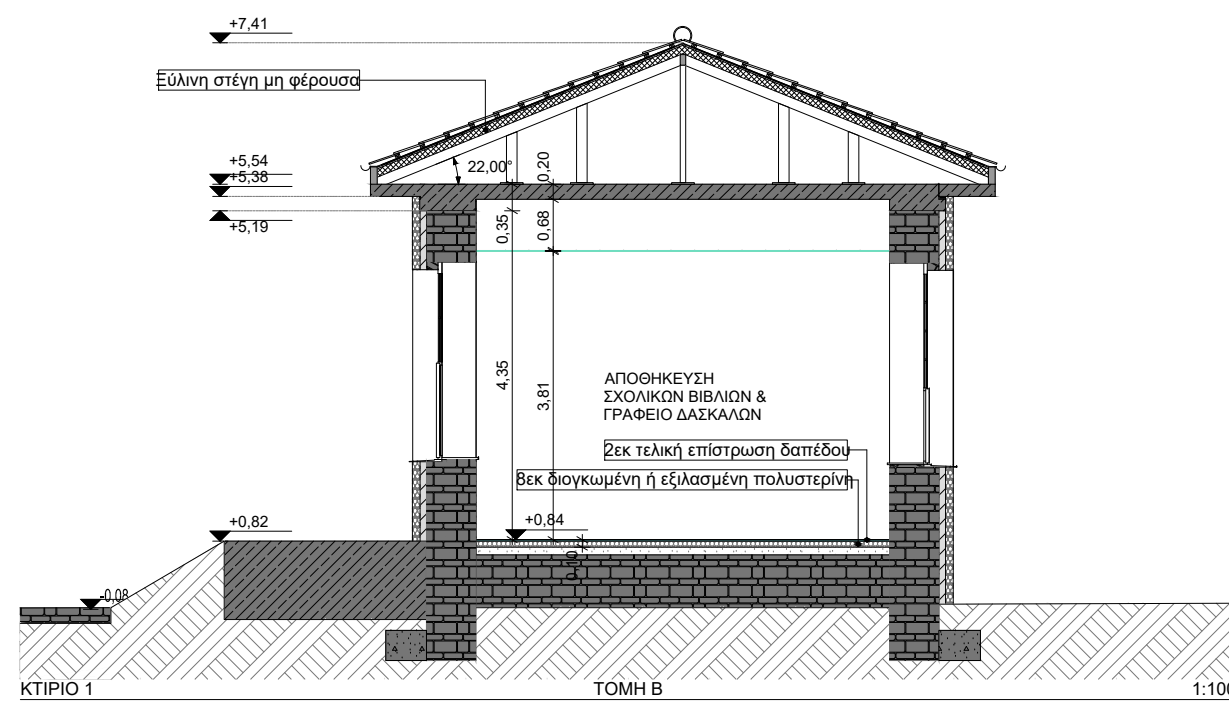 +7,41
Ξύλινη στέγη μη φέρουσα
+5,54
+5,38
+5,19
22,00°
0,20
0,35
0,68
4,35
3,81
ΑΠΟΘΗΚΕΥΣΗ
ΣΧΟΛΙΚΩΝ ΒΙΒΛΙΩΝ &
ΓΡΑΦΕΙΟ ΔΑΣΚΑΛΩΝ
2εκ τελική επίστρωση δαπέδου
8εκ διογκωμένη ή εξιλασμένη πολυστερίνη
+0,82
+0,84
0,10
-0,08
ΚΤΙΡΙΟ 1
ΤΟΜΗ Β
1:100